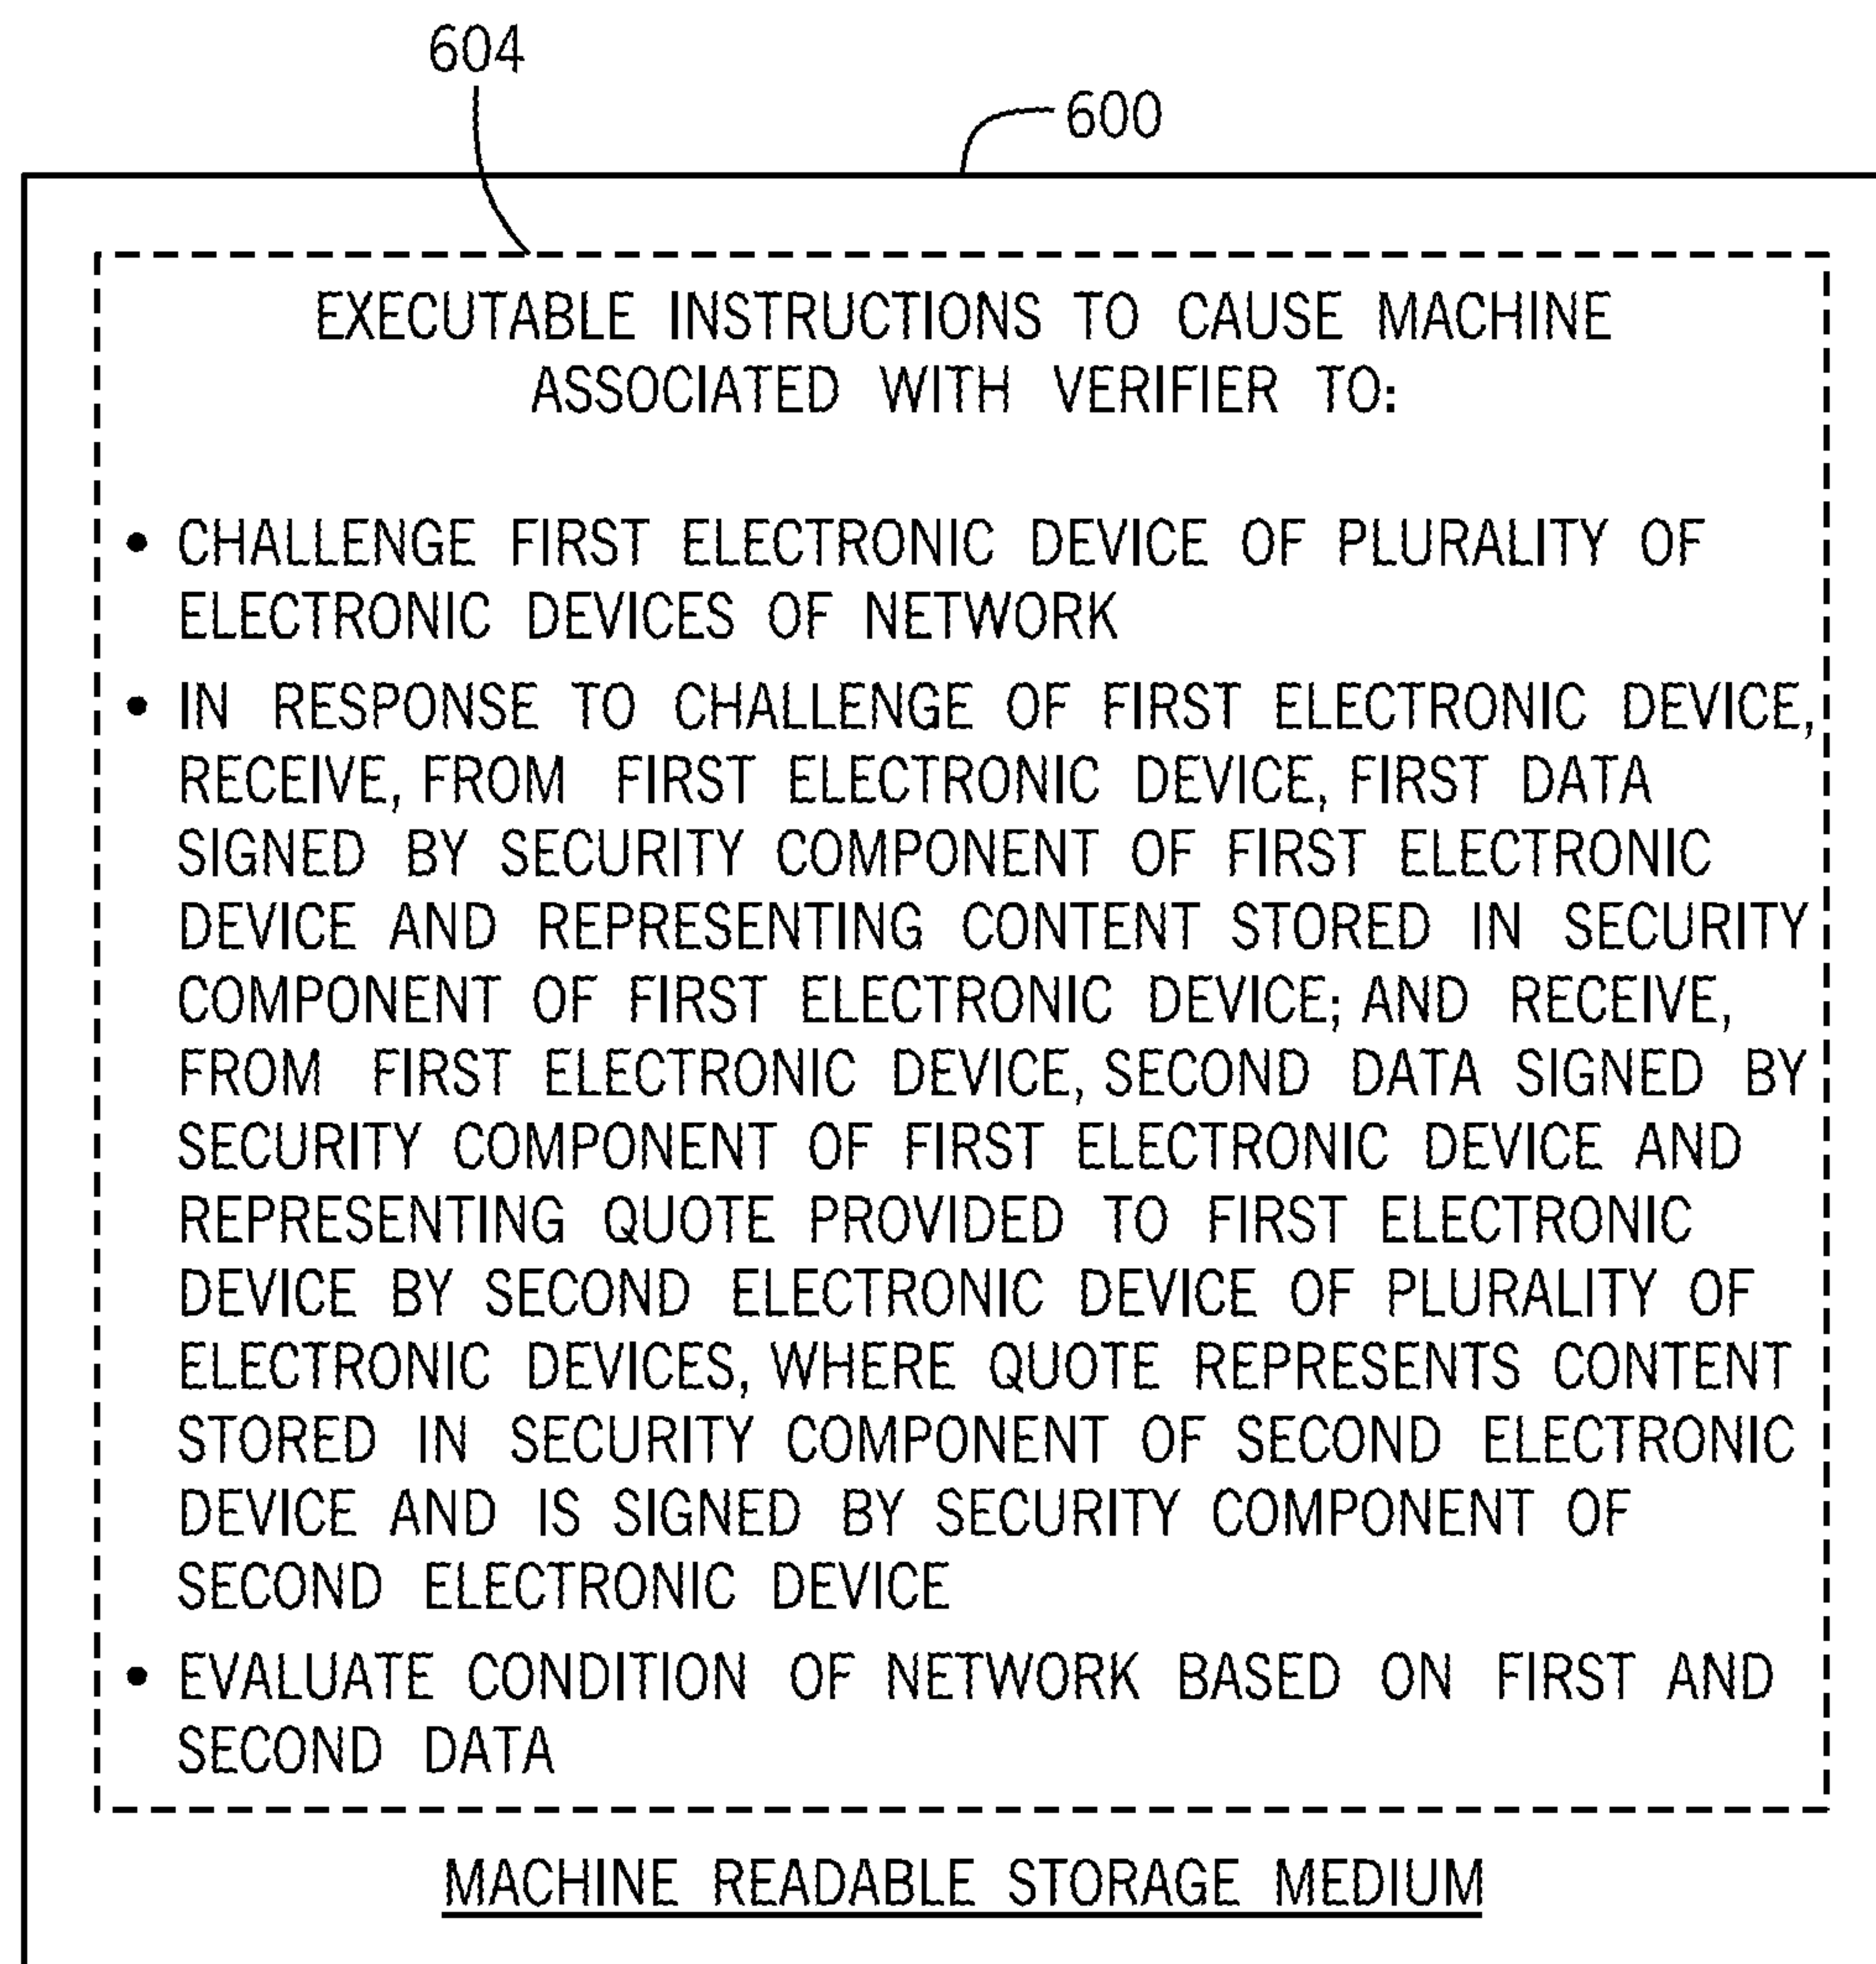 604
600
EXECUTABLE INSTRUCTIONS TO CAUSE MACHINE
ASSOCIATED WITH VERIFIER TO:
• CHALLENGE FIRST ELECTRONIC DEVICE OF PLURALITY OF
ELECTRONIC DEVICES OF NETWORK
• IN RESPONSE TO CHALLENGE OF FIRST ELECTRONIC DEVICE,
RECEIVE, FROM FIRST ELECTRONIC DEVICE, FIRST DATA
SIGNED BY SECURITY COMPONENT OF FIRST ELECTRONIC
DEVICE AND REPRESENTING CONTENT STORED IN SECURITY
COMPONENT OF FIRST ELECTRONIC DEVICE; AND RECEIVE,
FROM FIRST ELECTRONIC DEVICE, SECOND DATA SIGNED BY
SECURITY COMPONENT OF FIRST ELECTRONIC DEVICE AND
REPRESENTING QUOTE PROVIDED TO FIRST ELECTRONIC
DEVICE BY SECOND ELECTRONIC DEVICE OF PLURALITY OF
ELECTRONIC DEVICES, WHERE QUOTE REPRESENTS CONTENT
STORED IN SECURITY COMPONENT OF SECOND ELECTRONIC
DEVICE AND IS SIGNED BY SECURITY COMPONENT OF
SECOND ELECTRONIC DEVICE
• EVALUATE CONDITION OF NETWORK BASED ON FIRST AND
SECOND DATA
MACHINE READABLE STORAGE MEDIUM